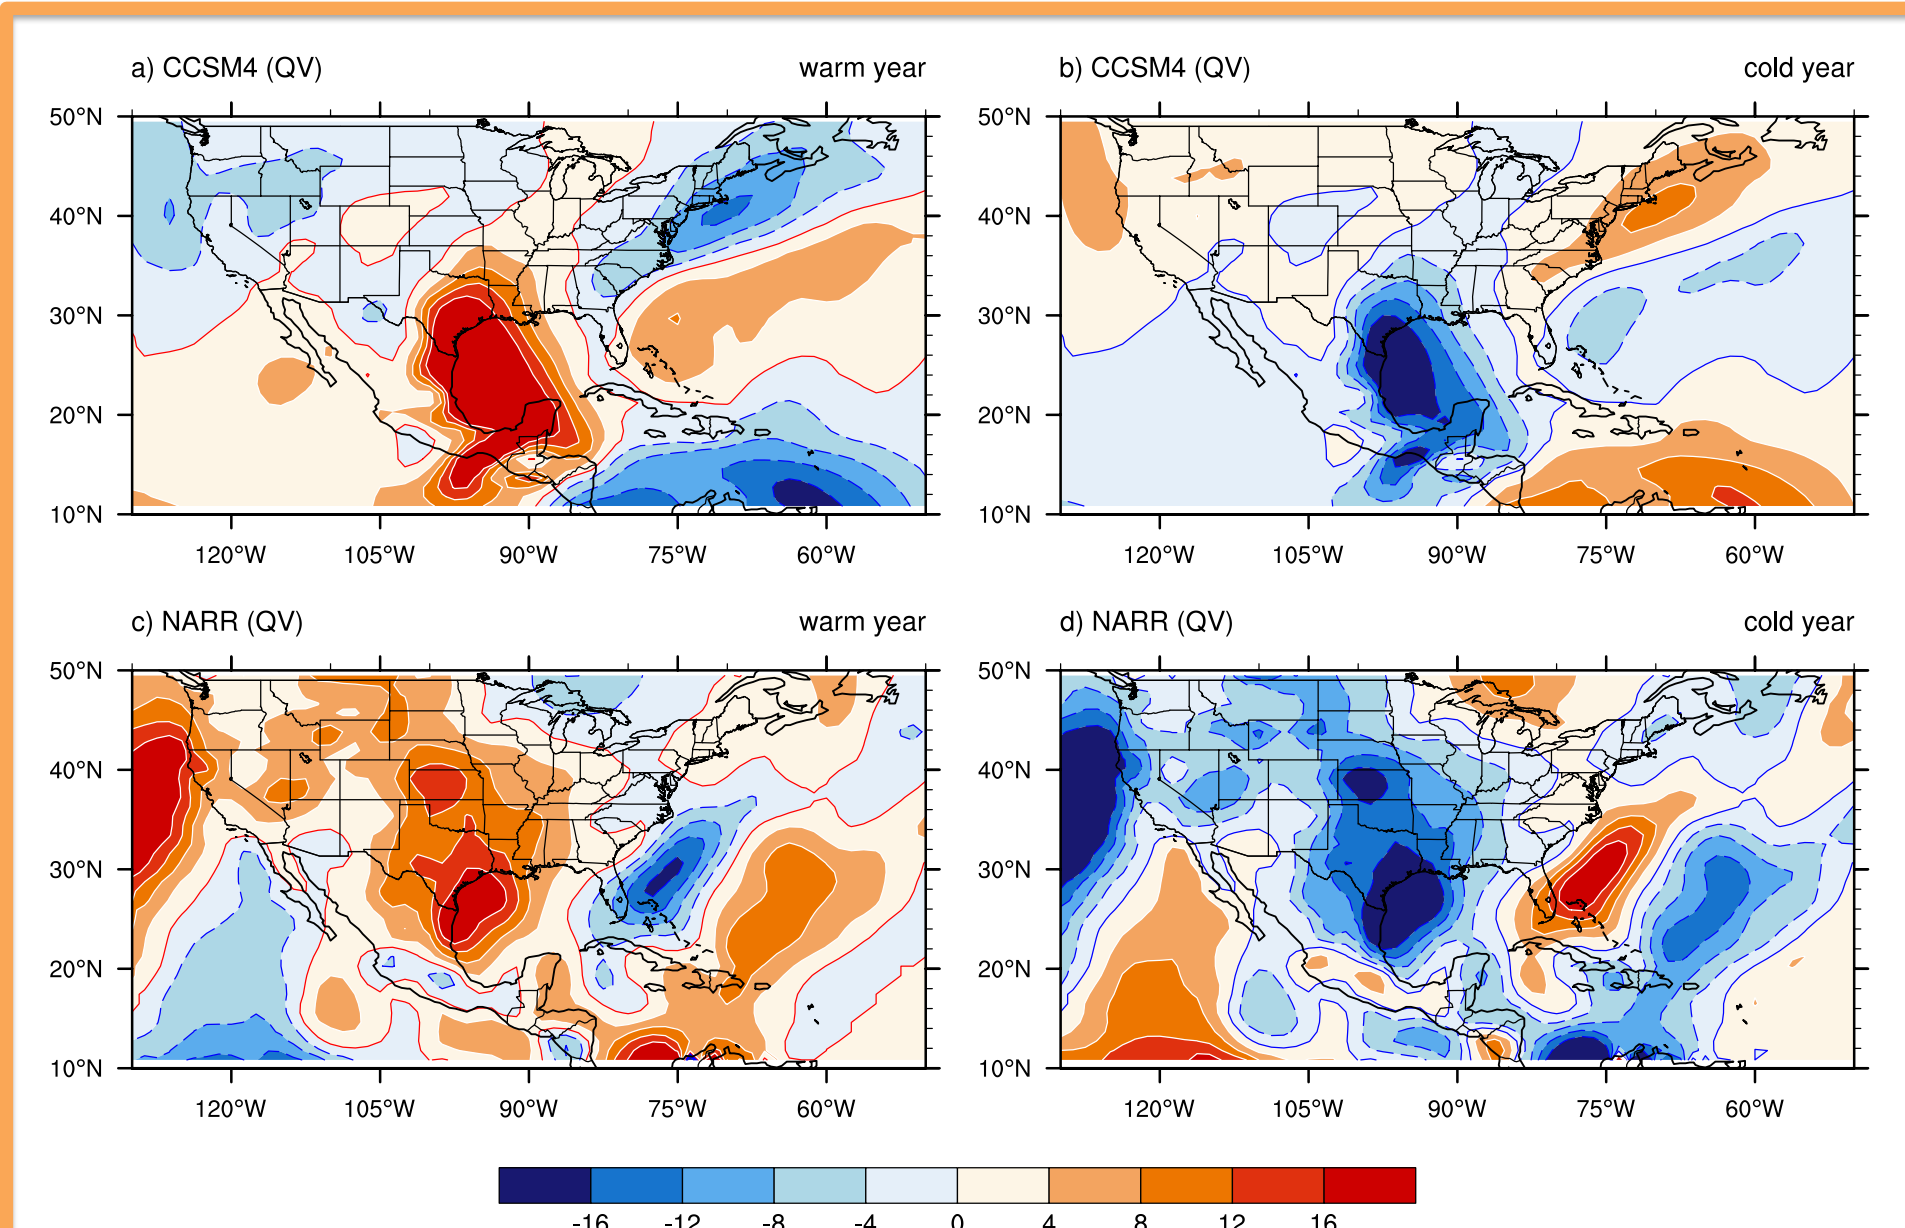 a) CCSM4 (QV) warm year
b) CCSM4 (QV) cold year
50°N
40°N
30°N
20°N
10°N
120°W 105°W 90°W 75°W 60°W
50°N
40°N
30°N
20°N
10°N
120°W 105°W 90°W 75°W 60°W
c) NARR (QV) warm year
d) NARR (QV) cold year
50°N
40°N
30°N
20°N
10°N
120°W 105°W 90°W 75°W 60°W
50°N
40°N
30°N
20°N
10°N
120°W 105°W 90°W 75°W 60°W
-16 -12 -8 -4 0 4 8 12 16